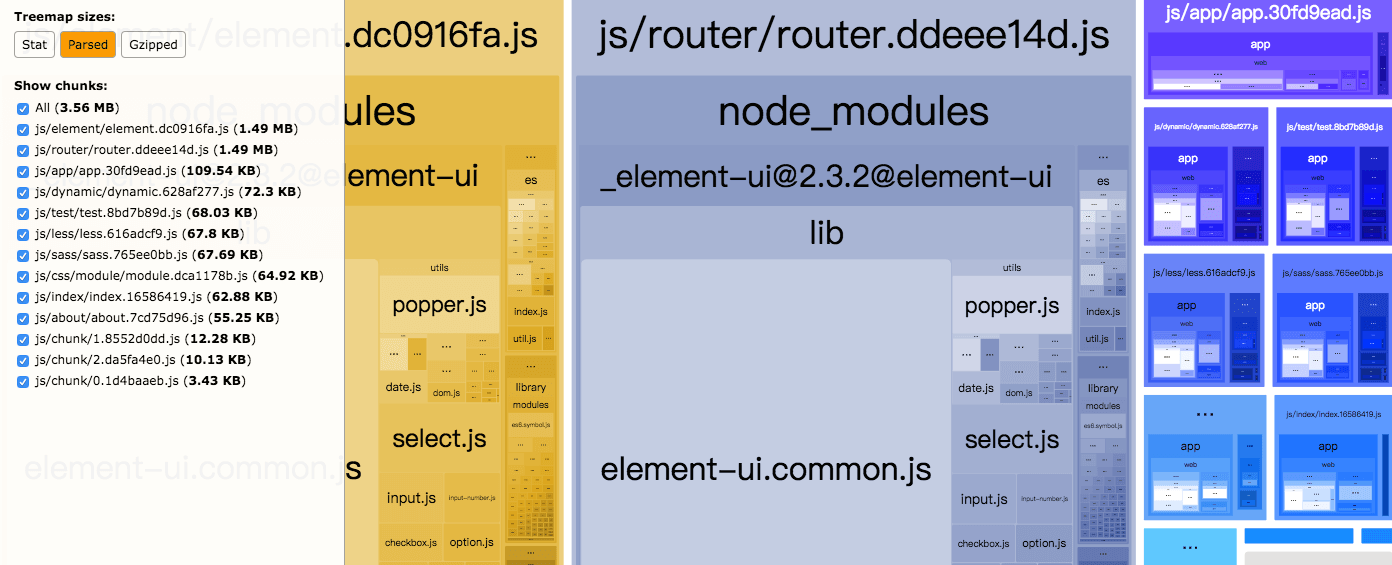 Treemap sizes:
Stat
Parsed
Gzipped
Show chunks:
All (3.56 MB)
js/element/element.dc0916fa.js (1.49 MB)
js/router/router.ddeee14d.js (1.49 MB)
js/app/app.30fd9ead.js (109.54 KB)
js/dynamic/dynamic.628af277.js (72.3 KB)
js/test/test.8bd7b89d.js (68.03 KB)
js/less/less.616adcf9.js (67.8 KB)
js/sass/sass.765ee0bb.js (67.69 KB)
js/css/module/module.dca1178b.js (64.92 KB)
js/index/index.16586419.js (62.88 KB)
js/about/about.7cd75d96.js (55.25 KB)
js/chunk/1.8552d0dd.js (12.28 KB)
js/chunk/2.da5fa4e0.js (10.13 KB)
js/chunk/0.1d4baaeb.js (3.43 KB)
ment/element.dc0916fa.js
node_modules
element-ui
lib
element-ui.common.js
utils
popper.js
...
date.js
dom.js
select.js
input.js
input-number.js
checkbox.js
option.js
...
es
index.js
util.js
...
library
modules
es6.symbol.js
...
js/router/router.ddeee14d.js
node_modules
_element-ui@2.3.2@element-ui
lib
element-ui.common.js
utils
popper.js
...
date.js
dom.js
select.js
input.js
input-number.js
checkbox.js
option.js
...
es
index.js
util.js
...
library
modules
es6.symbol.js
...
js/app/app.30fd9ead.js
app
web
...
js/dynamic/dynamic.628af277.js
app
web
...
js/test/test.8bd7b89d.js
app
web
...
js/less/less.616adcf9.js
app
web
...
js/sass/sass.765ee0bb.js
app
web
...
...
app
web
...
js/index/index.16586419.js
app
web
...
...